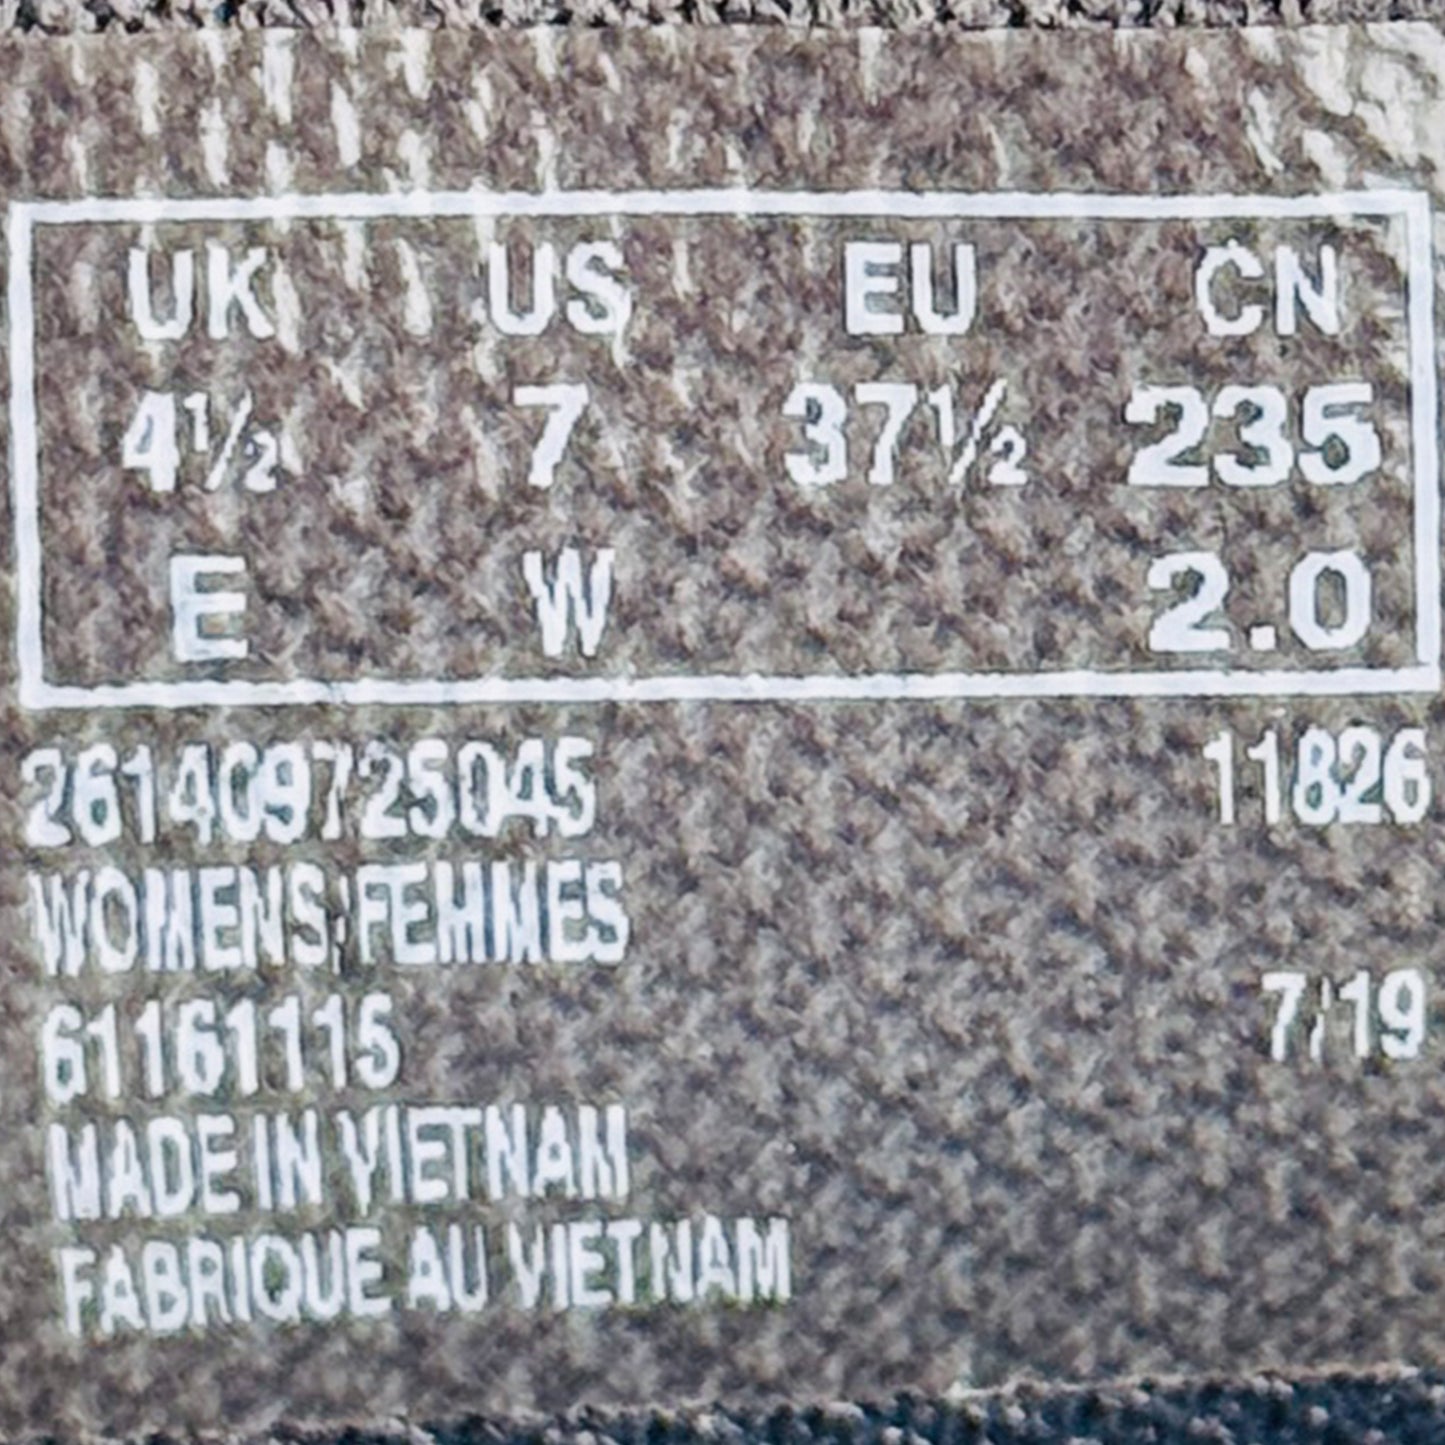 UK US EU CN
4½ 7 37½ 235
E W 2.0
261409725045 11826
WOMENS/FEMMES
61161115 7/19
MADE IN VIETNAM
FABRIQUE AU VIETNAM